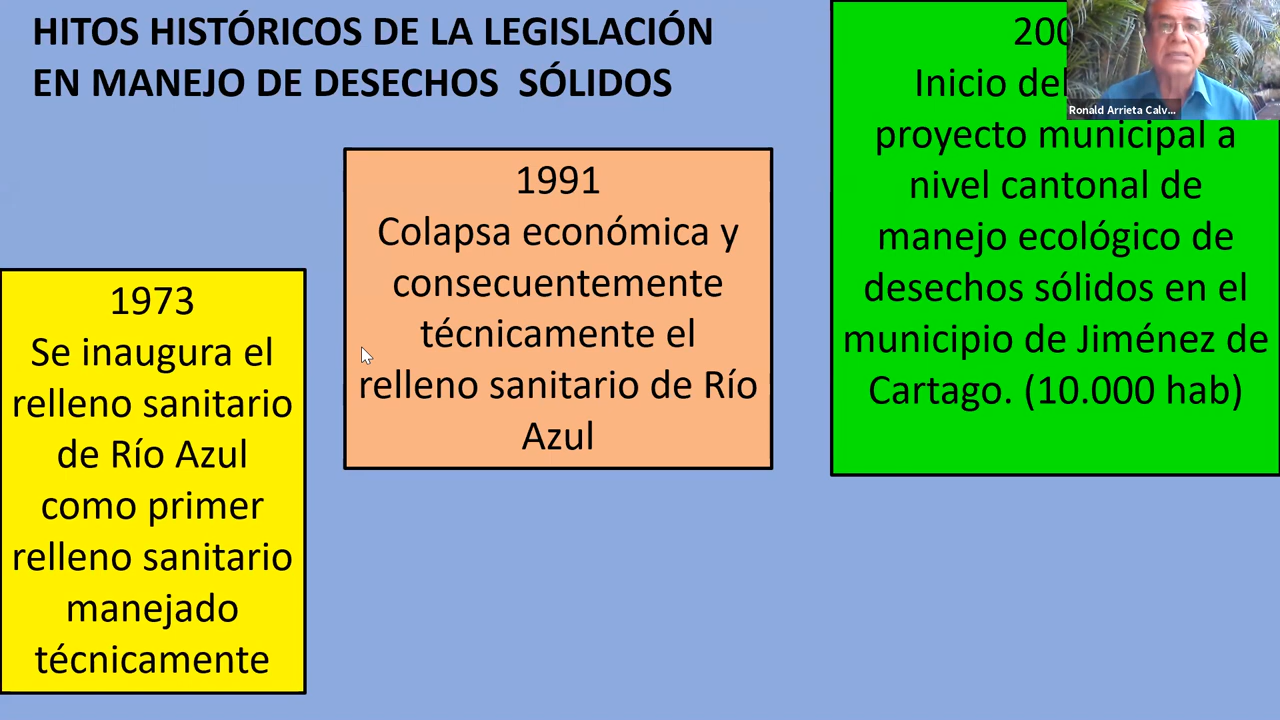 HITOS HISTÓRICOS DE LA LEGISLACIÓN
EN MANEJO DE DESECHOS SÓLIDOS
1973
Se inaugura el
relleno sanitario
de Río Azul
como primer
relleno sanitario
manejado
técnicamente
1991
Colapsa económica y
consecuentemente
técnicamente el
relleno sanitario de Río
Azul
Inicio
proyecto municipal a
nivel cantonal de
manejo ecológico de
desechos sólidos en el
municipio de Jiménez de
Cartago. (10.000 hab)
Ronald Arrieta Calv...